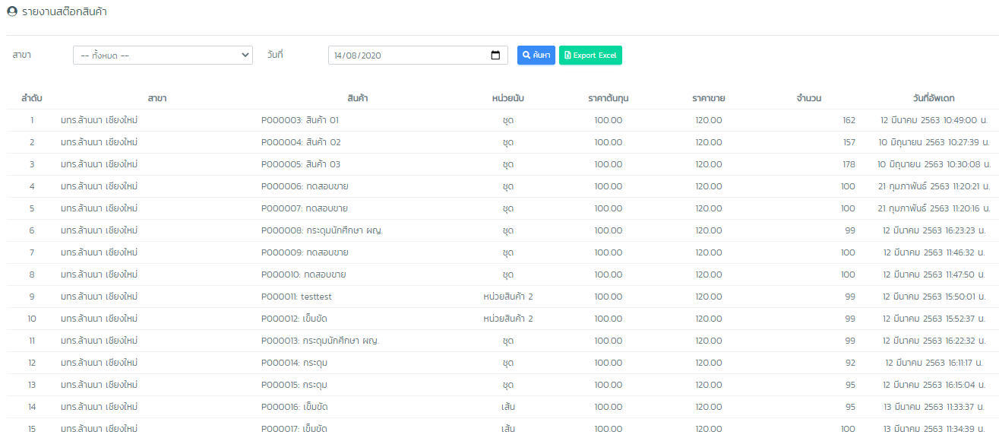 รายงานสต๊อกสินค้า
สาขา -- ทั้งหมด -- วันที่ 14/08/2020 ค้นหา Export Excel
ลำดับ สาขา สินค้า หน่วยนับ ราคาต้นทุน ราคาขาย จำนวน วันที่อัพเดท
1 มทร.ล้านนา เชียงใหม่ P000003: สินค้า 01 ชุด 100.00 120.00 162 12 มีนาคม 2563 10:49:00 น.
2 มทร.ล้านนา เชียงใหม่ P000004: สินค้า 02 ชุด 100.00 120.00 157 10 มิถุนายน 2563 10:27:39 น.
3 มทร.ล้านนา เชียงใหม่ P000005: สินค้า 03 ชุด 100.00 120.00 178 10 มิถุนายน 2563 10:30:08 น.
4 มทร.ล้านนา เชียงใหม่ P000006: ทดสอบขาย ชุด 100.00 120.00 100 21 กุมภาพันธ์ 2563 11:20:21 น.
5 มทร.ล้านนา เชียงใหม่ P000007: ทดสอบขาย ชุด 100.00 120.00 100 21 กุมภาพันธ์ 2563 11:20:16 น.
6 มทร.ล้านนา เชียงใหม่ P000008: กระดุมนักศึกษา ผญ. ชุด 100.00 120.00 99 12 มีนาคม 2563 16:23:23 น.
7 มทร.ล้านนา เชียงใหม่ P000009: ทดสอบขาย ชุด 100.00 120.00 100 12 มีนาคม 2563 11:46:32 น.
8 มทร.ล้านนา เชียงใหม่ P000010: ทดสอบขาย ชุด 100.00 120.00 100 12 มีนาคม 2563 11:47:50 น.
9 มทร.ล้านนา เชียงใหม่ P000011: testtest หน่วยสินค้า 2 100.00 120.00 99 12 มีนาคม 2563 15:50:01 น.
10 มทร.ล้านนา เชียงใหม่ P000012: เข็มขัด หน่วยสินค้า 2 100.00 120.00 99 12 มีนาคม 2563 15:52:37 น.
11 มทร.ล้านนา เชียงใหม่ P000013: กระดุมนักศึกษา ผญ. ชุด 100.00 120.00 99 12 มีนาคม 2563 16:22:32 น.
12 มทร.ล้านนา เชียงใหม่ P000014: กระดุม ชุด 100.00 120.00 92 12 มีนาคม 2563 16:11:17 น.
13 มทร.ล้านนา เชียงใหม่ P000015: กระดุม ชุด 100.00 120.00 95 12 มีนาคม 2563 16:15:04 น.
14 มทร.ล้านนา เชียงใหม่ P000016: เข็มขัด เส้น 100.00 120.00 95 13 มีนาคม 2563 11:33:37 น.
15 มทร.ล้านนา เชียงใหม่ P000017: เข็มขัด เส้น 100.00 120.00 100 13 มีนาคม 2563 11:34:39 น.